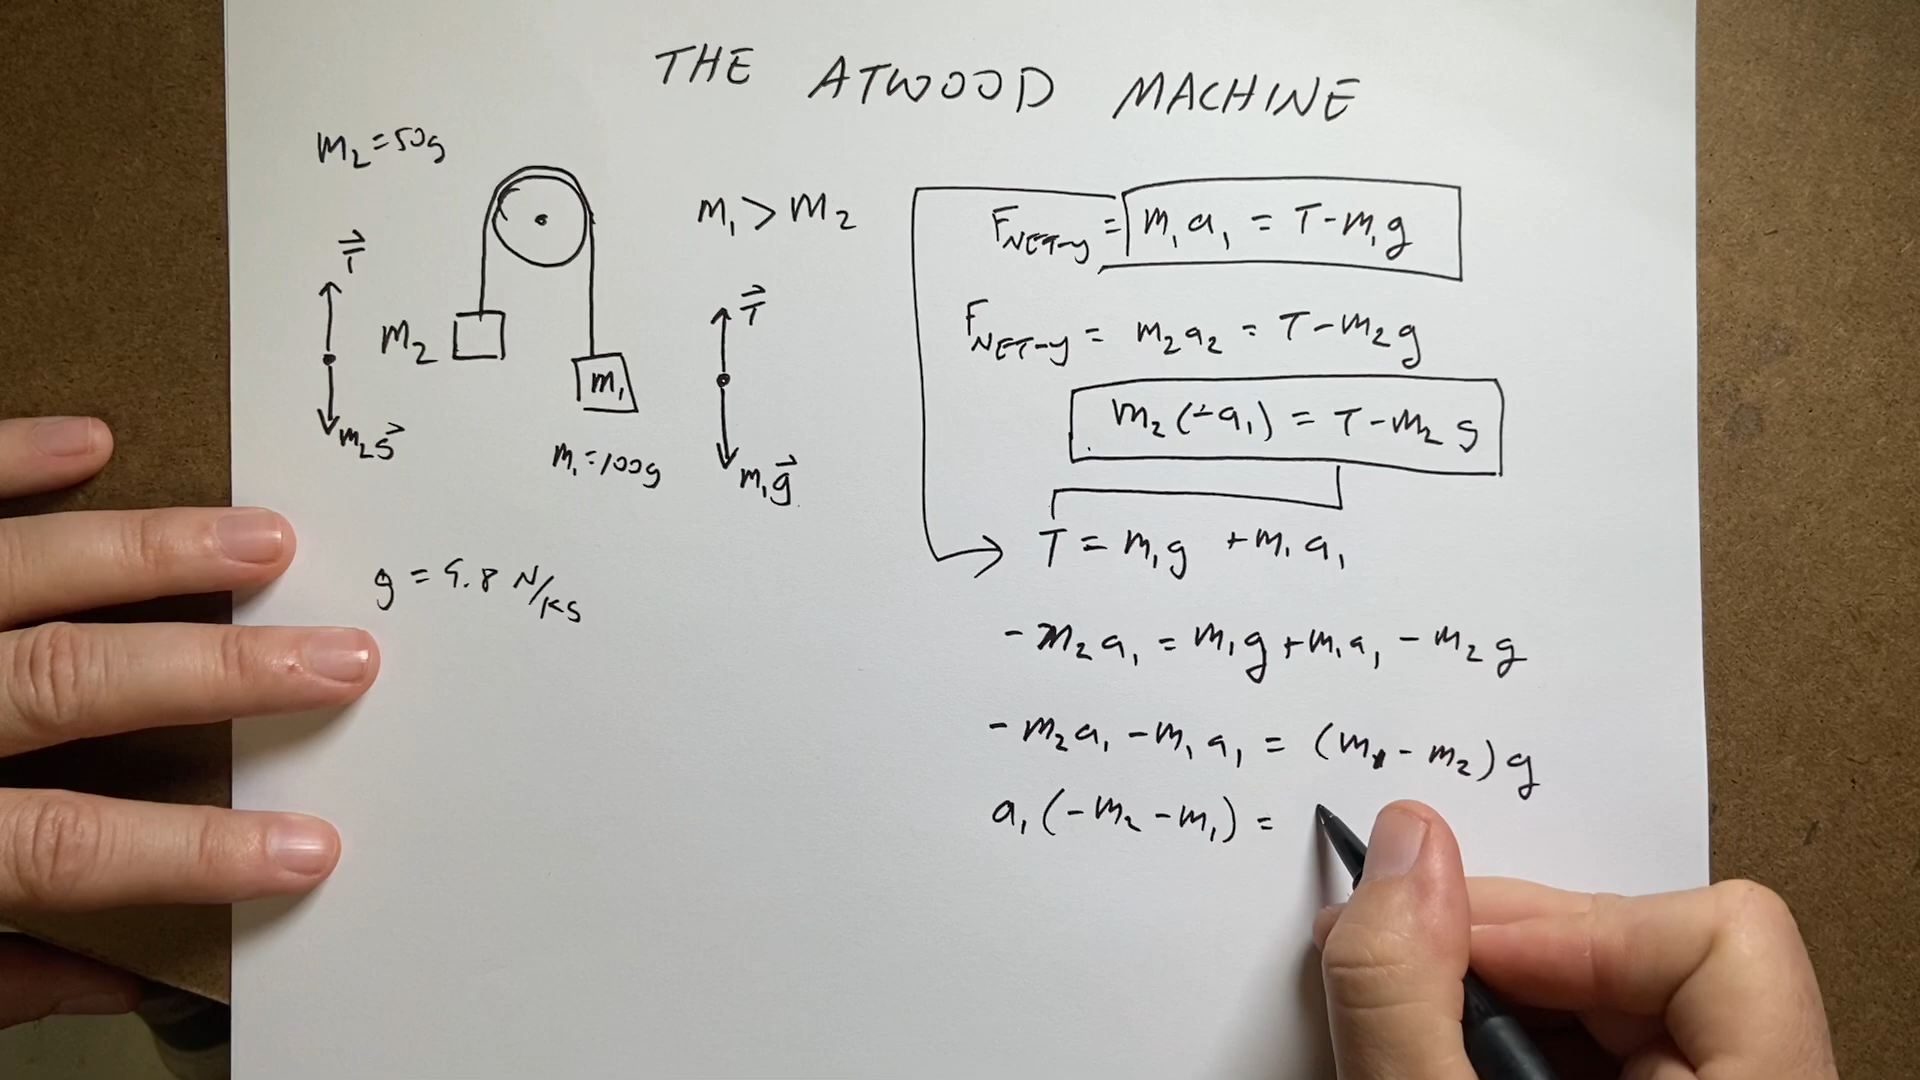 THE ATWOOD MACHINE
m₂=50g
m₁ > m₂
T⃗
m₂
m₁
m₂g⃗
m₁=100g
T⃗
m₁g⃗
g = 9.8 N/kg
F_NET-y = m₁a₁ = T-m₁g
F_NET-y = m₂a₂ = T-m₂g
m₂(-a₁) = T-m₂g
T = m₁g +m₁a₁
-m₂a₁ = m₁g+m₁a₁ - m₂g
-m₂a₁ -m₁a₁ = (m₁ - m₂)g
a₁(-m₂ -m₁) =